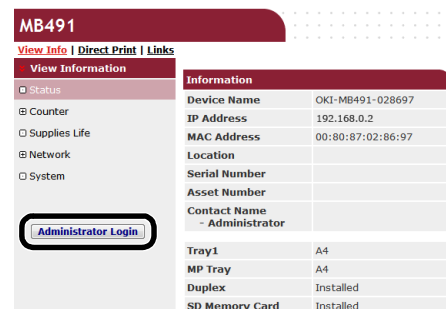 MB491
View Info | Direct Print | Links
View Information
Status
Counter
Supplies Life
Network
System
Administrator Login
Information
Device Name OKI-MB491-028697
IP Address 192.168.0.2
MAC Address 00:80:87:02:86:97
Location
Serial Number
Asset Number
Contact Name
- Administrator
Tray1 A4
MP Tray A4
Duplex Installed
SD Memory Card Installed